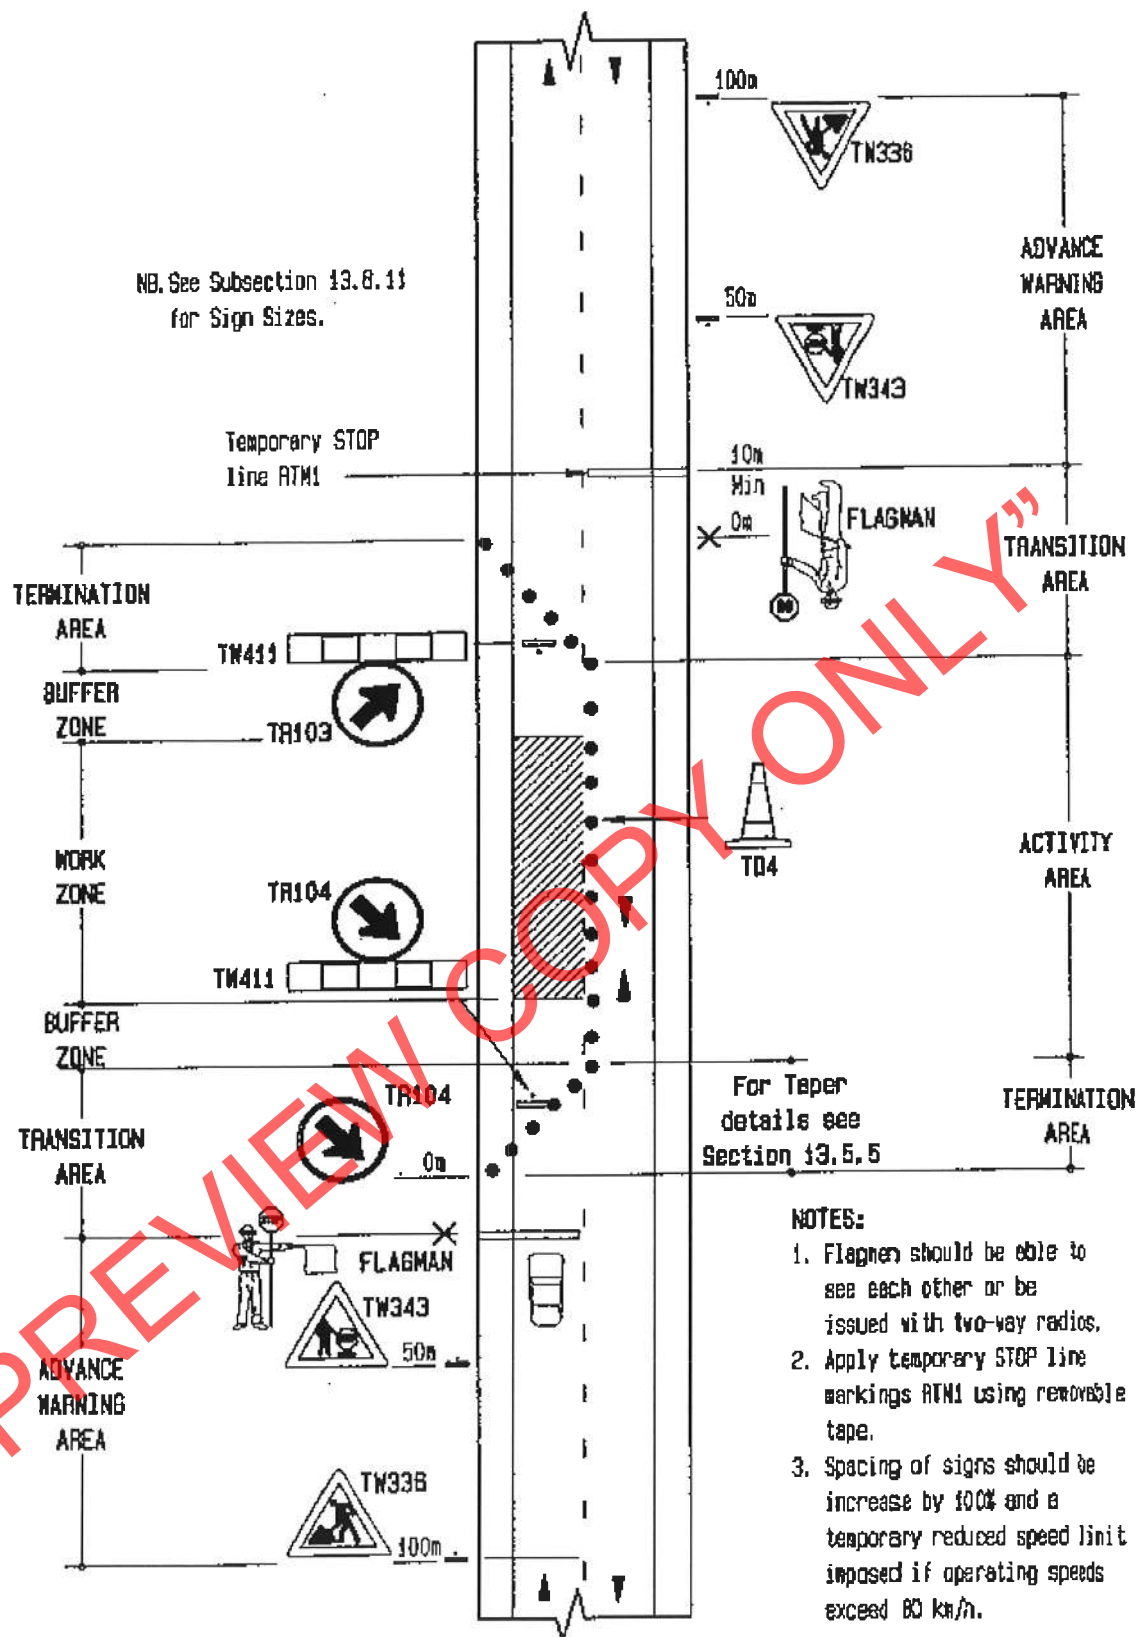 100m
TW336
ADVANCE
WARNING
AREA
NB. See Subsection 13.8.11
for Sign Sizes.
50m
TW343
Temporary STOP
line RTM1
10m
Min
0m
FLAGMAN
TRANSITION
AREA
TERMINATION
AREA
TW411
BUFFER
ZONE
TR103
TD4
ACTIVITY
AREA
WORK
ZONE
TR104
TW411
BUFFER
ZONE
TR104
For Taper
details see
Section 13.5.5
TERMINATION
AREA
TRANSITION
AREA
0m
FLAGMAN
TW343
50m
ADVANCE
WARNING
AREA
TW336
100m
NOTES:
1. Flagmen should be able to
see each other or be
issued with two-way radios.
2. Apply temporary STOP line
markings RTM1 using removable
tape.
3. Spacing of signs should be
increase by 100% and a
temporary reduced speed limit
imposed if operating speeds
exceed km/h.
PREVIEW COPY ONLY”